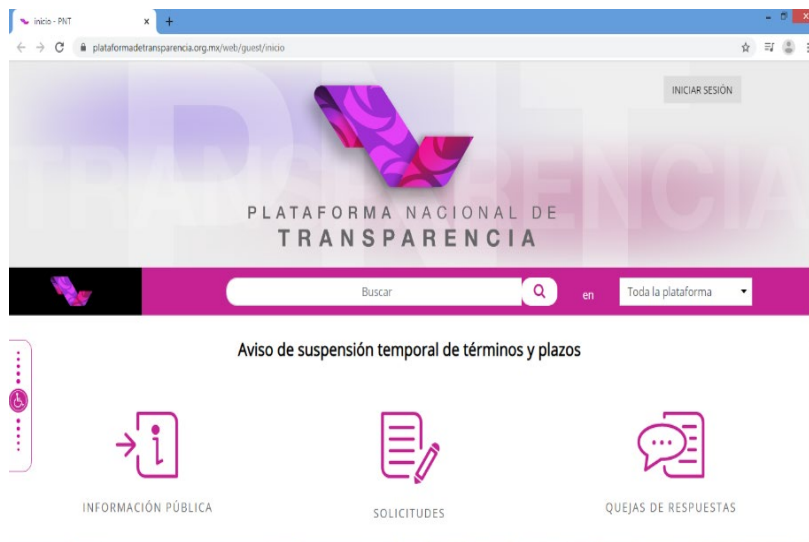 inicio - PNT
plataformadetransparencia.org.mx/web/guest/inicio
PNT
TRANSPARENCIA
INICIAR SESIÓN
PLATAFORMA NACIONAL DE
TRANSPARENCIA
Buscar
en
Toda la plataforma
Aviso de suspensión temporal de términos y plazos
INFORMACIÓN PÚBLICA
SOLICITUDES
QUEJAS DE RESPUESTAS